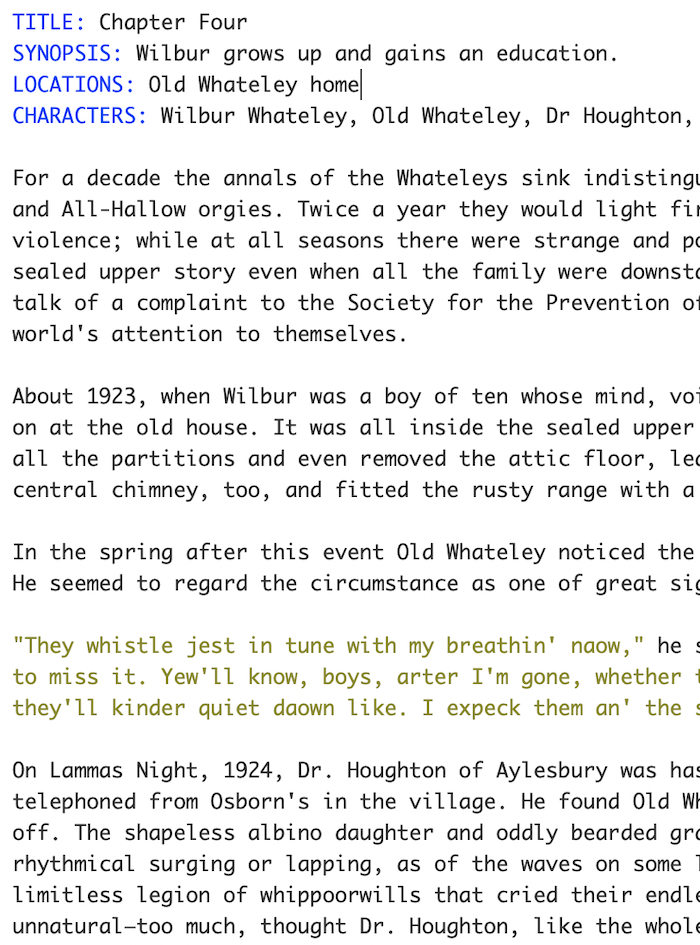 TITLE: Chapter Four
SYNOPSIS: Wilbur grows up and gains an education.
LOCATIONS: Old Whateley home
CHARACTERS: Wilbur Whateley, Old Whateley, Dr Houghton,
For a decade the annals of the Whateleys sink
and All-Hallow orgies. Twice a year they would light
violence; while at all seasons there were strange and
sealed upper story even when all the family were
talk of a complaint to the Society for the Prevention
world's attention to themselves.
About 1923, when Wilbur was a boy of ten whose mind,
on at the old house. It was all inside the sealed upper
all the partitions and even removed the attic floor,
central chimney, too, and fitted the rusty range with a
In the spring after this event Old Whateley noticed the
He seemed to regard the circumstance as one of great
"They whistle jest in tune with my breathin' naow," he
to miss it. Yew'll know, boys, arter I'm gone, whether
they'll kinder quiet daown like. I expeck them an' the
On Lammas Night, 1924, Dr. Houghton of Aylesbury was
telephoned from Osborn's in the village. He found Old
off. The shapeless albino daughter and oddly bearded
rhythmical surging or lapping, as of the waves on some
limitless legion of whippoorwills that cried their
unnatural—too much, thought Dr. Houghton, like the